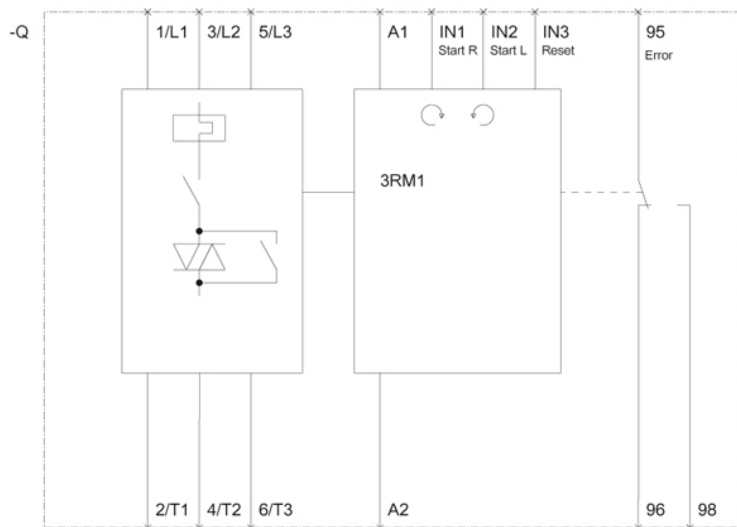 -Q 1/L1 3/L2 5/L3 A1 IN1 IN2 IN3 95
Start R Start L Reset Error
3RM1
2/T1 4/T2 6/T3 A2 96 98